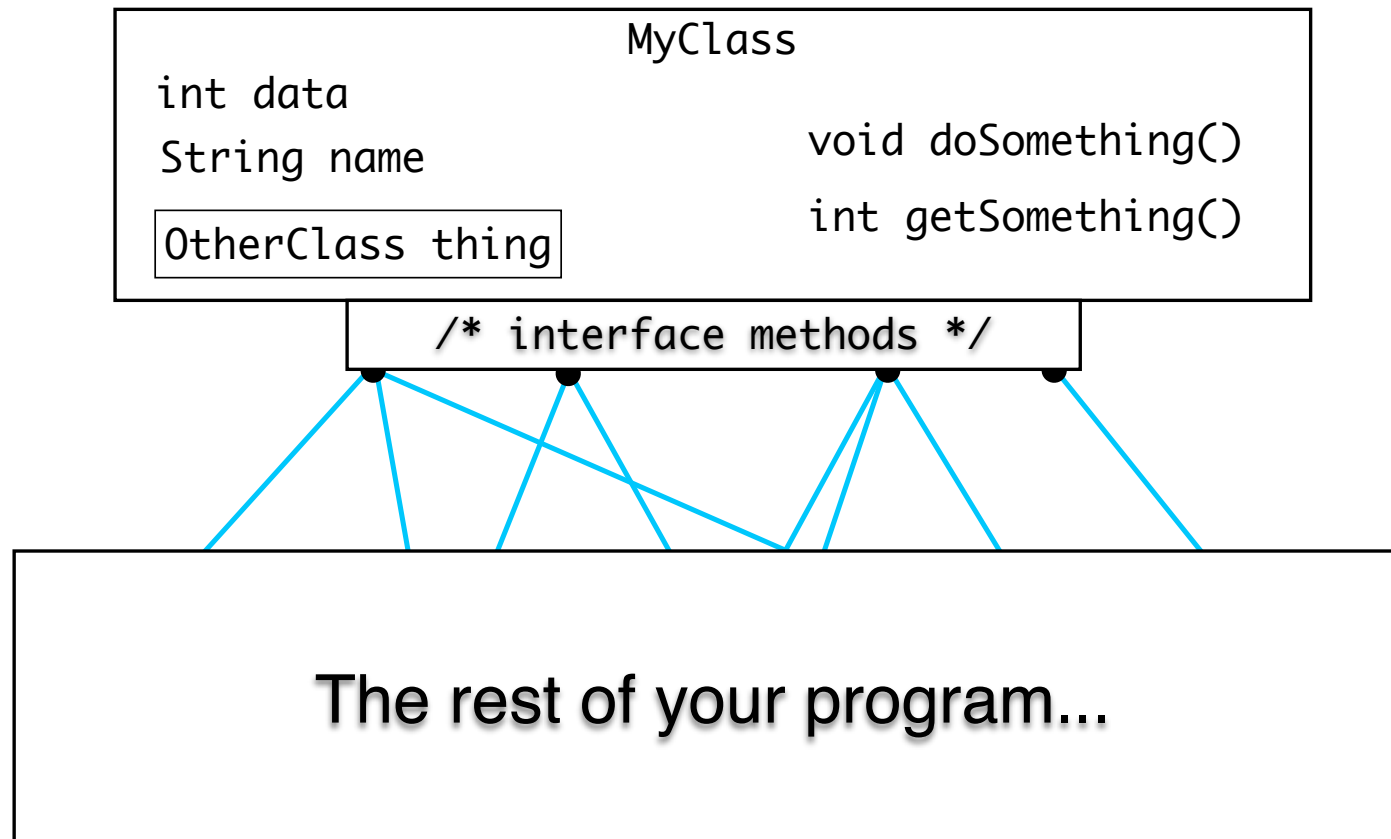 MyClass
int data
String name
OtherClass thing
void doSomething()
int getSomething()
/* interface methods */
The rest of your program...